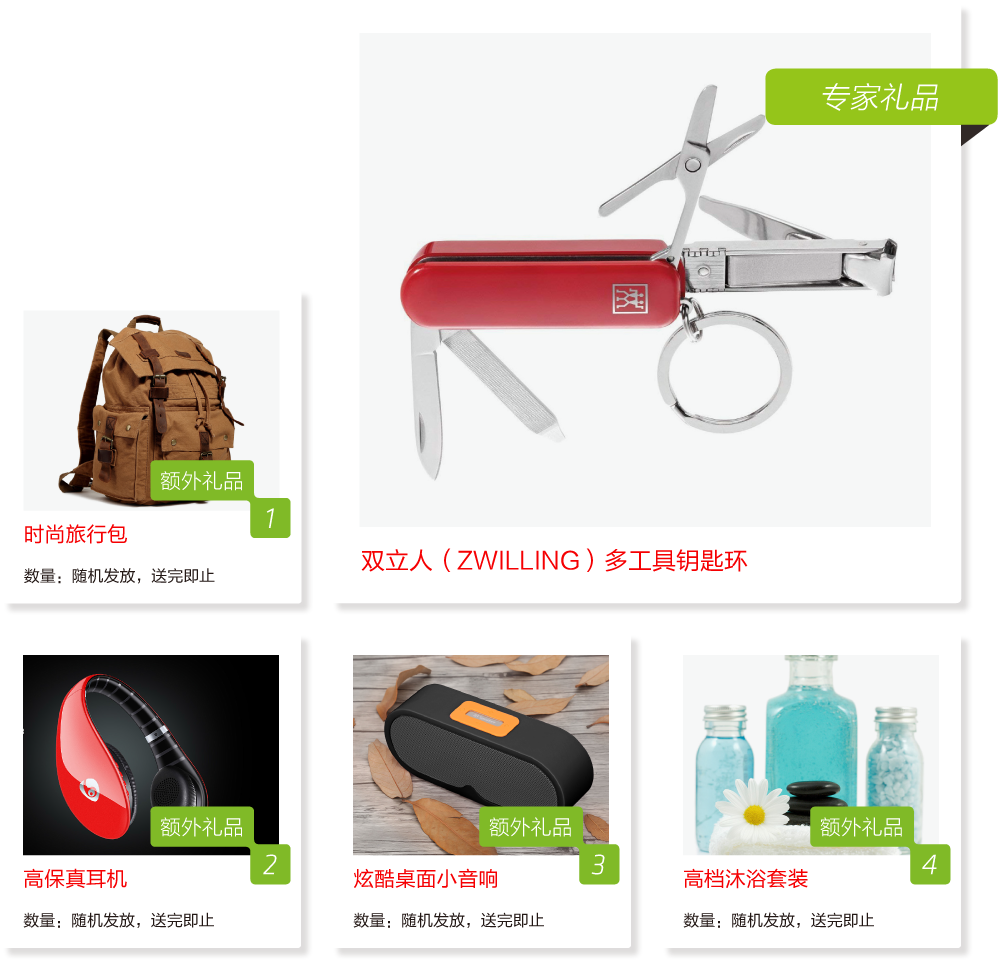 专家礼品
双立人（ZWILLING）多工具钥匙环
额外礼品
1
时尚旅行包
数量：随机发放，送完即止
额外礼品
2
高保真耳机
数量：随机发放，送完即止
额外礼品
3
炫酷桌面小音响
数量：随机发放，送完即止
额外礼品
4
高档沐浴套装
数量：随机发放，送完即止